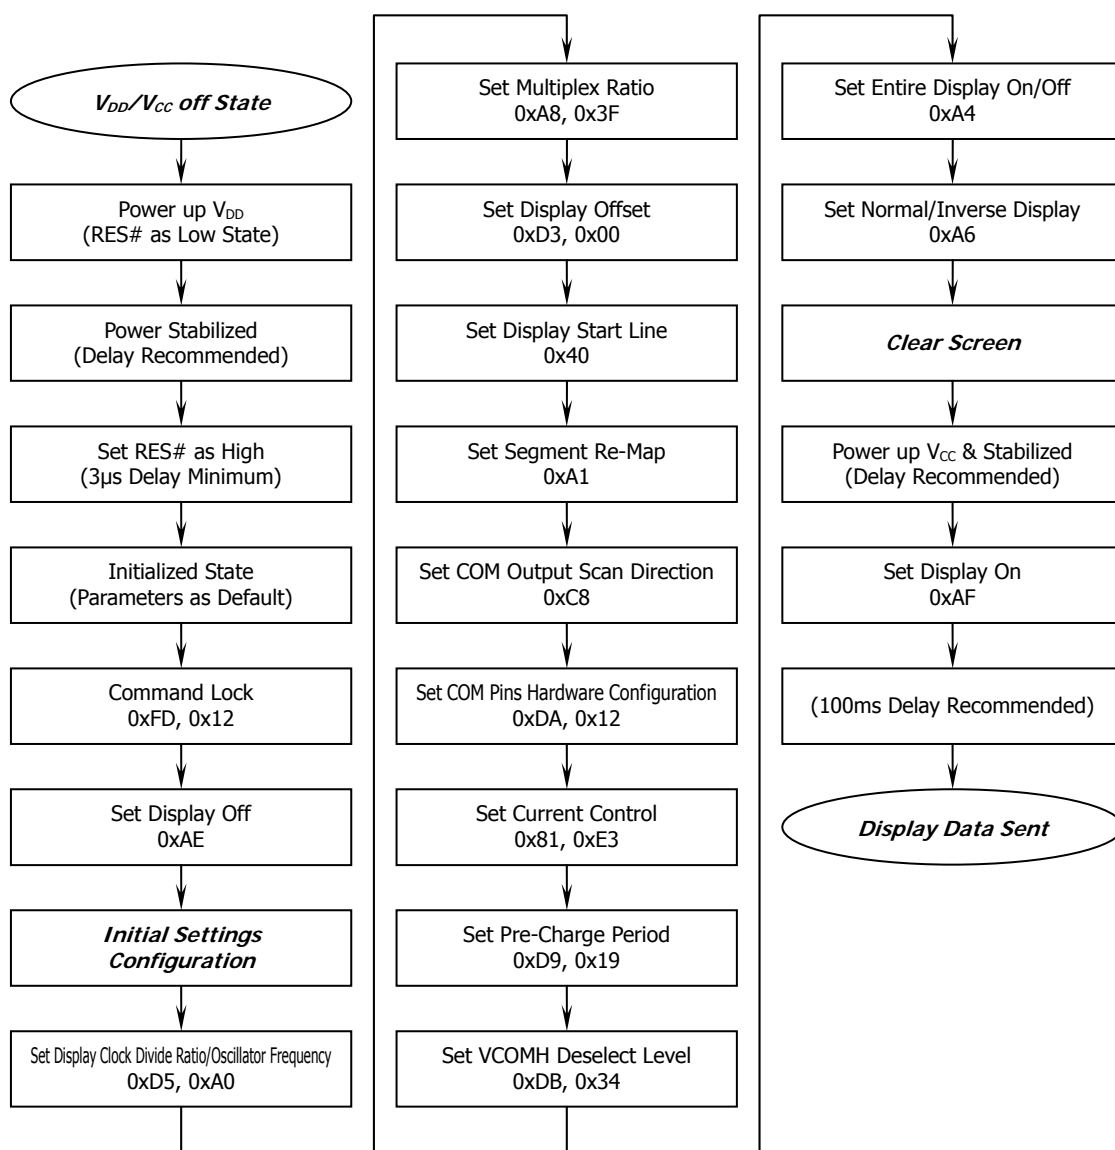 V_DD/V_CC off State
Power up V_DD
(RES# as Low State)
Power Stabilized
(Delay Recommended)
Set RES# as High
(3μs Delay Minimum)
Initialized State
(Parameters as Default)
Command Lock
0xFD, 0x12
Set Display Off
0xAE
Initial Settings
Configuration
Set Display Clock Divide Ratio/Oscillator Frequency
0xD5, 0xA0
Set Multiplex Ratio
0xA8, 0x3F
Set Display Offset
0xD3, 0x00
Set Display Start Line
0x40
Set Segment Re-Map
0xA1
Set COM Output Scan Direction
0xC8
Set COM Pins Hardware Configuration
0xDA, 0x12
Set Current Control
0x81, 0xE3
Set Pre-Charge Period
0xD9, 0x19
Set VCOMH Deselect Level
0xDB, 0x34
Set Entire Display On/Off
0xA4
Set Normal/Inverse Display
0xA6
Clear Screen
Power up V_CC & Stabilized
(Delay Recommended)
Set Display On
0xAF
(100ms Delay Recommended)
Display Data Sent